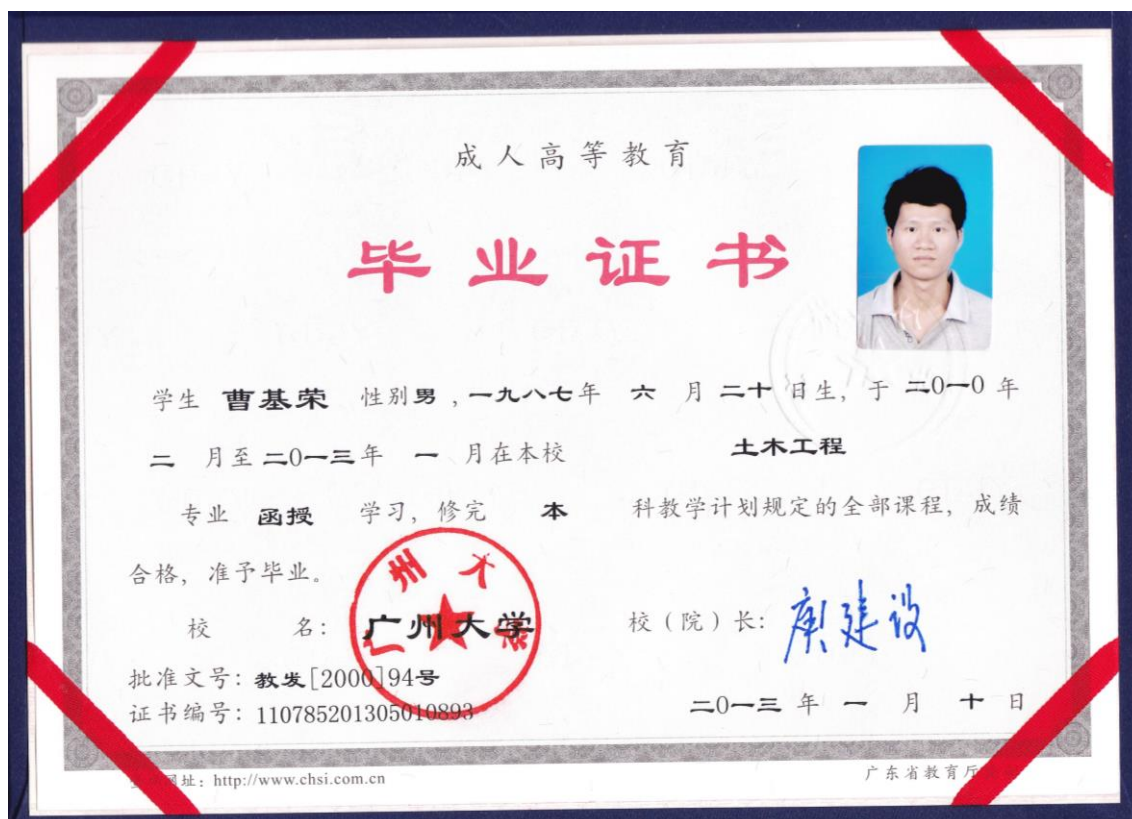 成人高等教育
毕业证书
学生 曹基荣 性别男，一九八七年 六 月 二十 日生，于 二0一0 年
二 月至 二0一三年 一 月在本校 土木工程
专业 函授 学习，修完 本 科教学计划规定的全部课程，成绩
合格，准予毕业。
校 名： 广州大学 校（院）长： 庾建设
批准文号：教发[2000]94号
证书编号：110785201305010893
二0一三 年 一 月 十 日
网址：http://www.chsi.com.cn 广东省教育厅